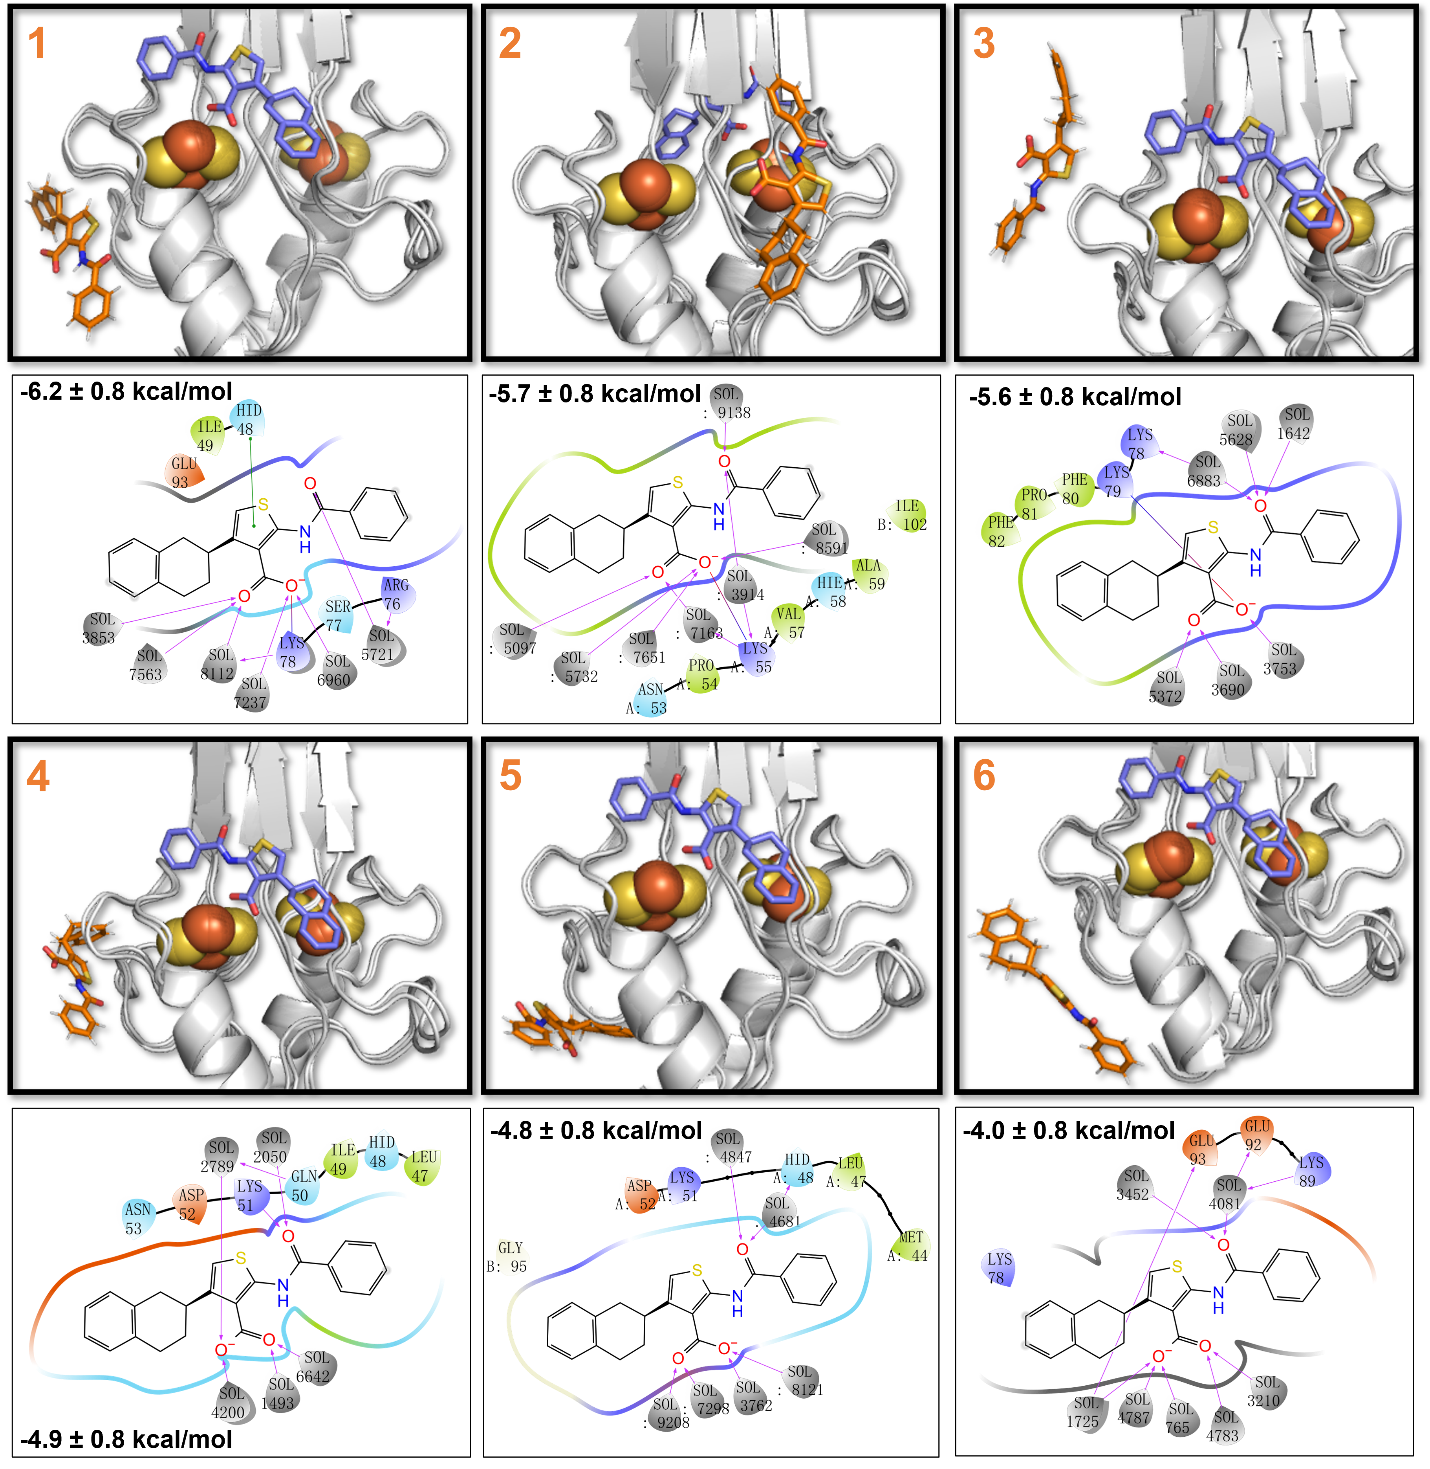 1
2
3
-6.2 ± 0.8 kcal/mol
HID
48
ILE
49
GLU
93
S
O
N
H
O
O⁻
ARG
76
SER
77
LYS
78
SOL
3853
SOL
7563
SOL
8112
SOL
7237
SOL
6960
SOL
5721
-5.7 ± 0.8 kcal/mol
SOL
: 9138
O
S
NH
O
O⁻
ILE
B: 102
SOL
: 8591
ALA
A: 59
HIE
A: 58
SOL
: 3914
VAL
A: 57
SOL
: 7163
LYS
A: 55
SOL
: 5097
SOL
: 5732
SOL
: 7651
PRO
A: 54
ASN
A: 53
-5.6 ± 0.8 kcal/mol
SOL
1642
SOL
5628
LYS
78
SOL
6883
LYS
79
PHE
80
PRO
81
PHE
82
O
S
NH
O
O⁻
SOL
3753
SOL
3690
SOL
5372
4
5
6
SOL
2050
SOL
2789
HID
48
ILE
49
LEU
47
GLN
50
LYS
51
ASP
52
ASN
53
O
S
N
H
O⁻
O
SOL
6642
SOL
1493
SOL
4200
-4.9 ± 0.8 kcal/mol
-4.8 ± 0.8 kcal/mol
SOL
: 4847
HID
A: 48
LEU
A: 47
LYS
A: 51
ASP
A: 52
SOL
: 4681
MET
A: 44
GLY
B: 95
O
S
N
H
O
O⁻
SOL
: 8121
SOL
: 3762
SOL
: 7298
SOL
: 9208
-4.0 ± 0.8 kcal/mol
GLU
92
GLU
93
LYS
89
SOL
3452
SOL
4081
LYS
78
O
S
N
H
O⁻
O
SOL
3210
SOL
1725
SOL
4787
SOL
765
SOL
4783